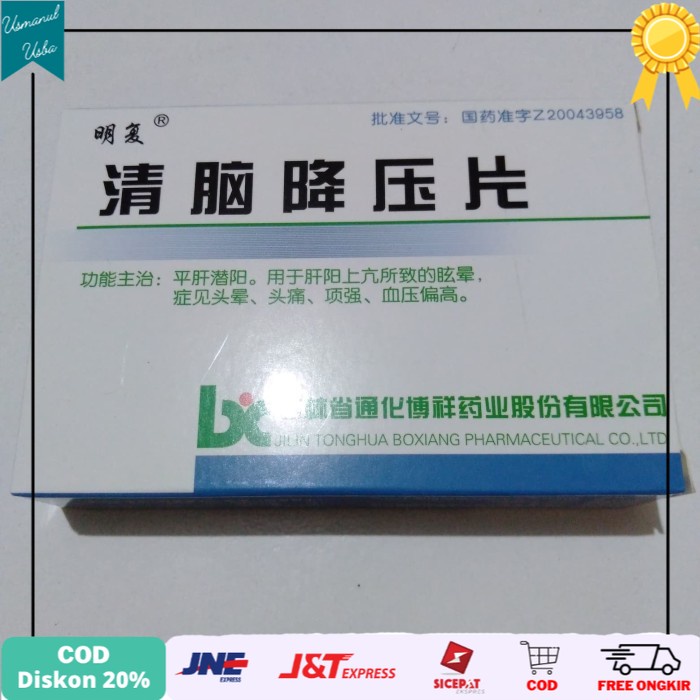 Usmanul
Usba
批准文号：国药准字Z20043958
明复®
清脑降压片
功能主治：平肝潜阳。用于肝阳上亢所致的眩晕，
症见头晕、头痛、项强、血压偏高。
林省通化博祥药业股份有限公司
JILIN TONGHUA BOXIANG PHARMACEUTICAL CO.,LTD
COD
Diskon 20%
JNE
EXPRESS
J&T EXPRESS
SICEPAT
EKSPRES
COD
FREE ONGKIR